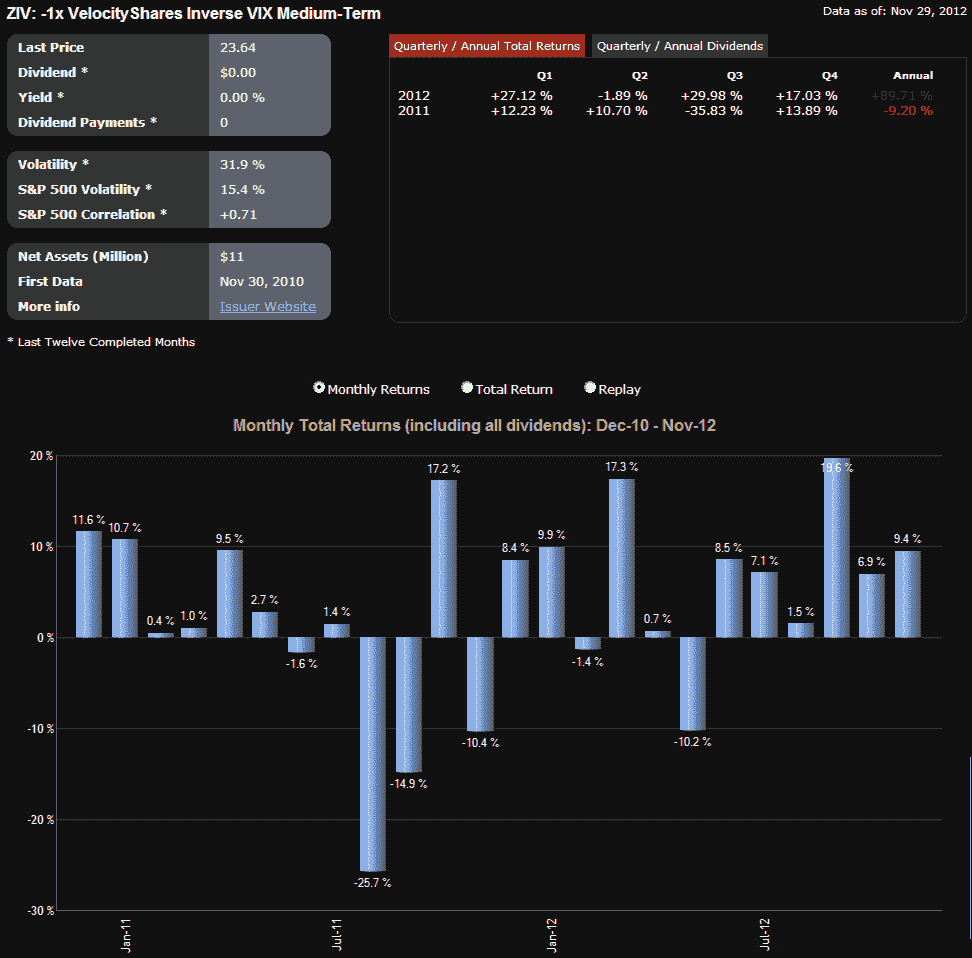 ZIV: -1x VelocityShares Inverse VIX Medium-Term
Data as of: Nov 29, 2012
Last Price 23.64
Dividend * $0.00
Yield * 0.00 %
Dividend Payments * 0
Volatility * 31.9 %
S&P 500 Volatility * 15.4 %
S&P 500 Correlation * +0.71
Net Assets (Million) $11
First Data Nov 30, 2010
More info Issuer Website
* Last Twelve Completed Months
Quarterly / Annual Total Returns Quarterly / Annual Dividends
Q1 Q2 Q3 Q4 Annual
2012 +27.12 % -1.89 % +29.98 % +17.03 % +89.71 %
2011 +12.23 % +10.70 % -35.83 % +13.89 % -9.20 %
Monthly Returns Total Return Replay
Monthly Total Returns (including all dividends): Dec-10 - Nov-12
20 %
10 %
0 %
-10 %
-20 %
-30 %
11.6 %
10.7 %
0.4 %
1.0 %
9.5 %
2.7 %
-1.6 %
1.4 %
-25.7 %
-14.9 %
17.2 %
-10.4 %
8.4 %
9.9 %
-1.4 %
17.3 %
0.7 %
-10.2 %
8.5 %
7.1 %
1.5 %
19.6 %
6.9 %
9.4 %
Jan-11
Jul-11
Jan-12
Jul-12